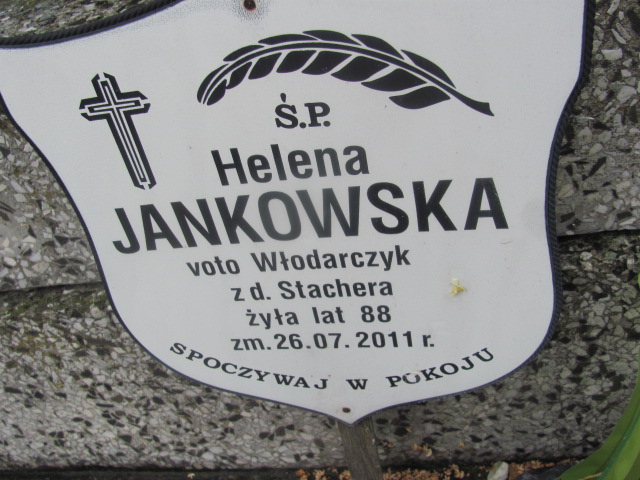 Ś.P.
Helena
JANKOWSKA
voto Włodarczyk
z d. Stachera
żyła lat 88
zm. 26.07.2011 r.
SPOCZYWAJ W POKOJU